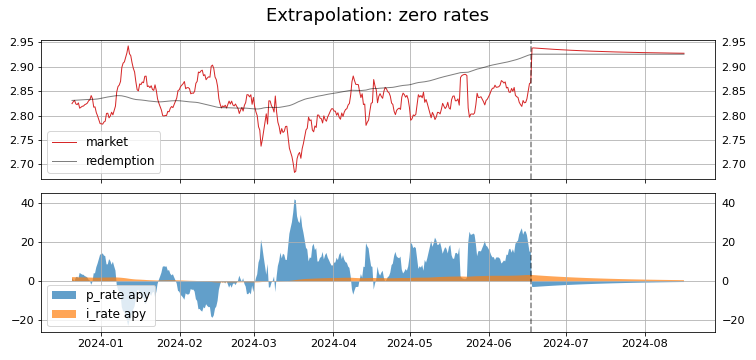 Extrapolation: zero rates
2.95 2.95
2.90 2.90
2.85 2.85
2.80 2.80
2.75 2.75
2.70 2.70
market
redemption
40 40
20 20
0 0
−20 −20
p_rate apy
i_rate apy
2024-01 2024-02 2024-03 2024-04 2024-05 2024-06 2024-07 2024-08